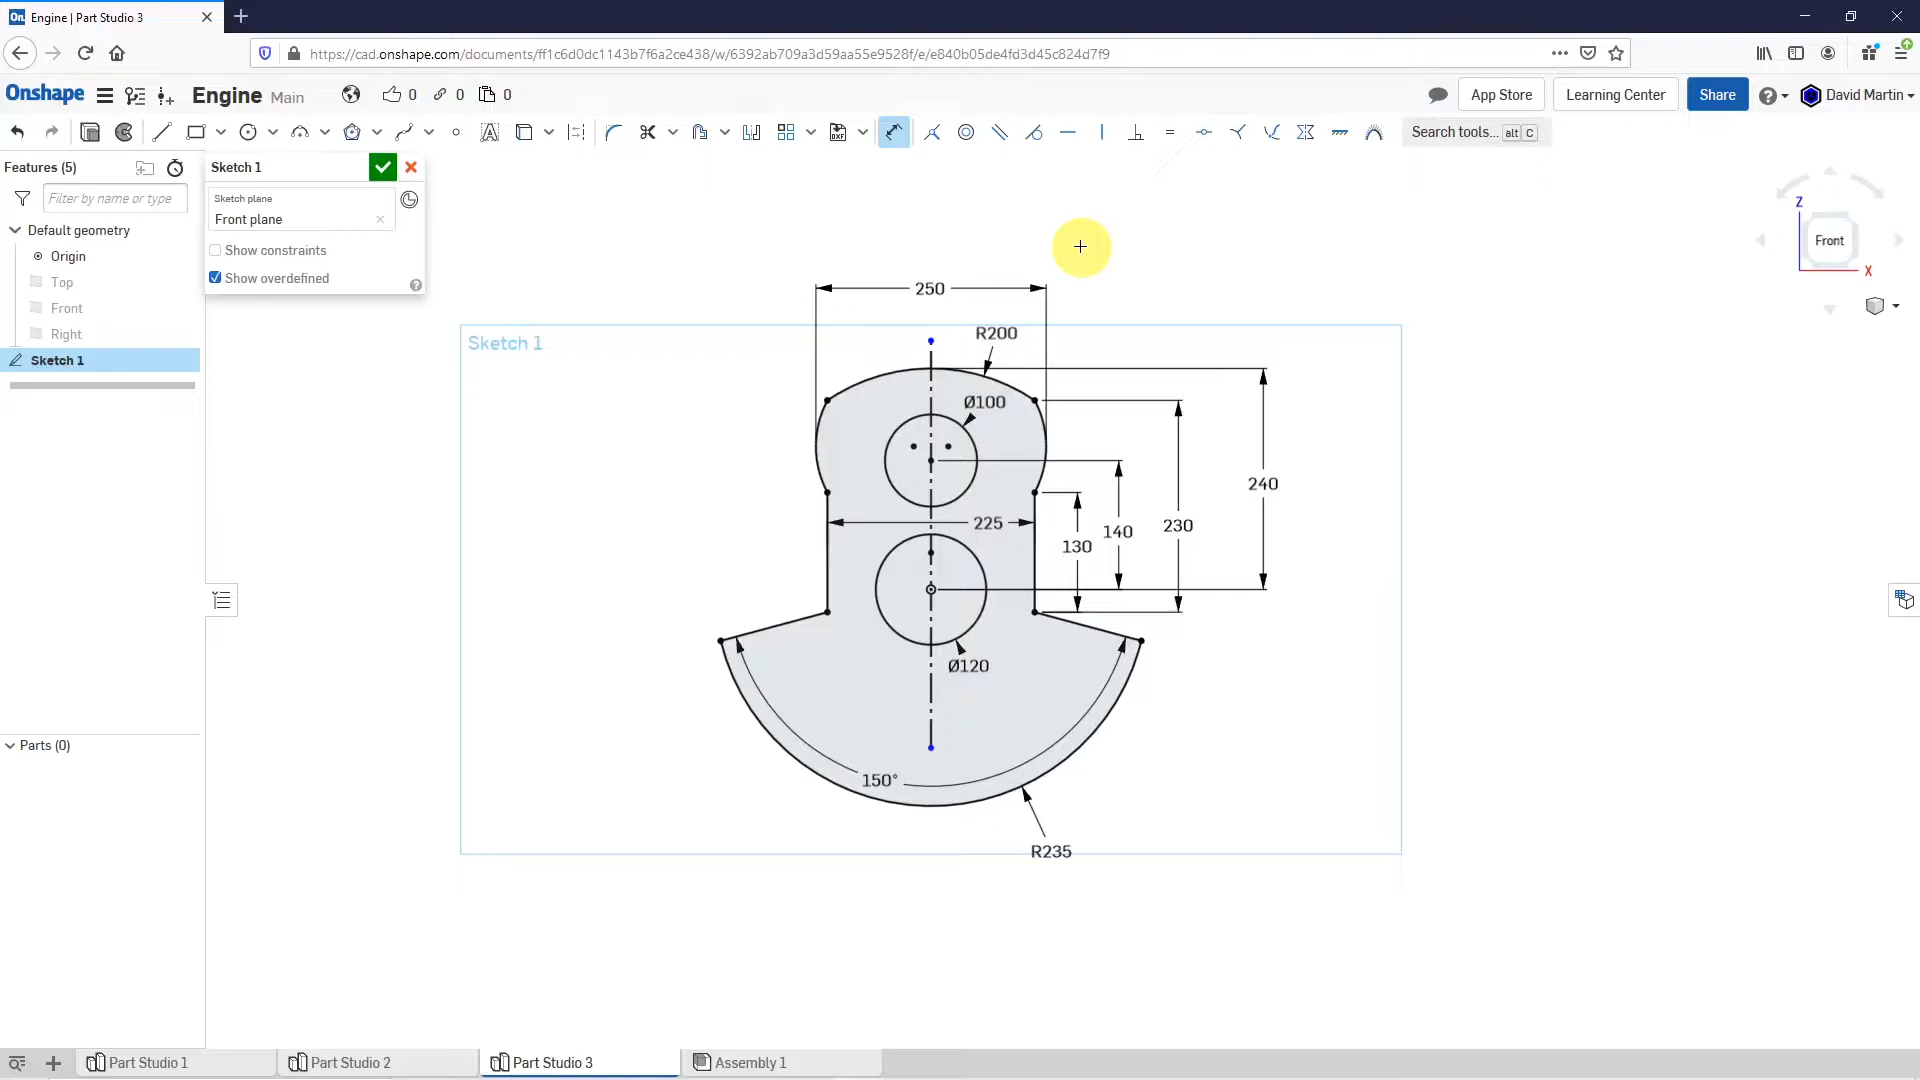 Engine | Part Studio 3
https://cad.onshape.com/documents/ff1c6d0dc1143b7f6a2ce438/w/6392ab709a3d59aa55e9528f/e/e840b05de4fd3d45c824d7f9
Onshape Engine Main 0 0 0 App Store Learning Center Share David Martin
Search tools... alt C
Features (5)
Filter by name or type
Default geometry
Origin
Top
Front
Right
Sketch 1
Parts (0)
Sketch 1
Sketch plane
Front plane
Show constraints
Show overdefined
Z
Front
X
Sketch 1
250
R200
Ø100
240
225
140
230
130
Ø120
150°
R235
Part Studio 1
Part Studio 2
Part Studio 3
Assembly 1